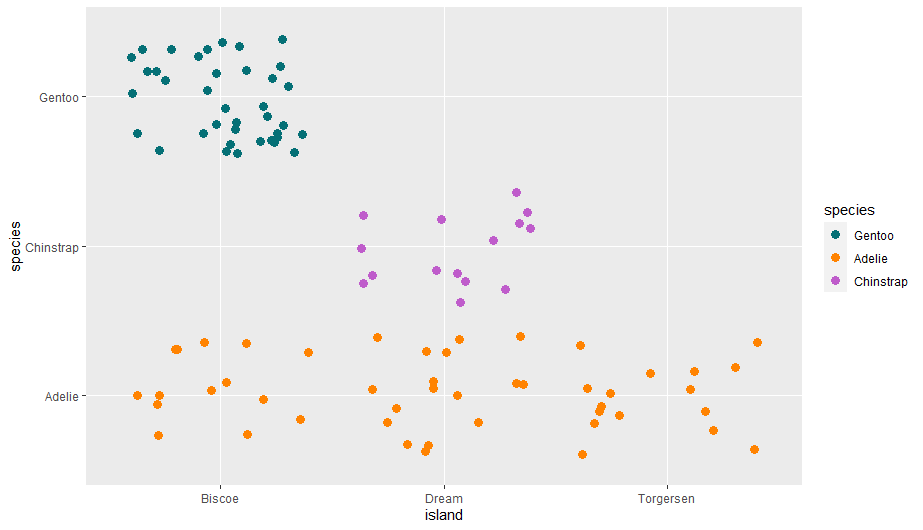 Gentoo
Chinstrap
Adelie
species
Biscoe
Dream
Torgersen
island
species
Gentoo
Adelie
Chinstrap